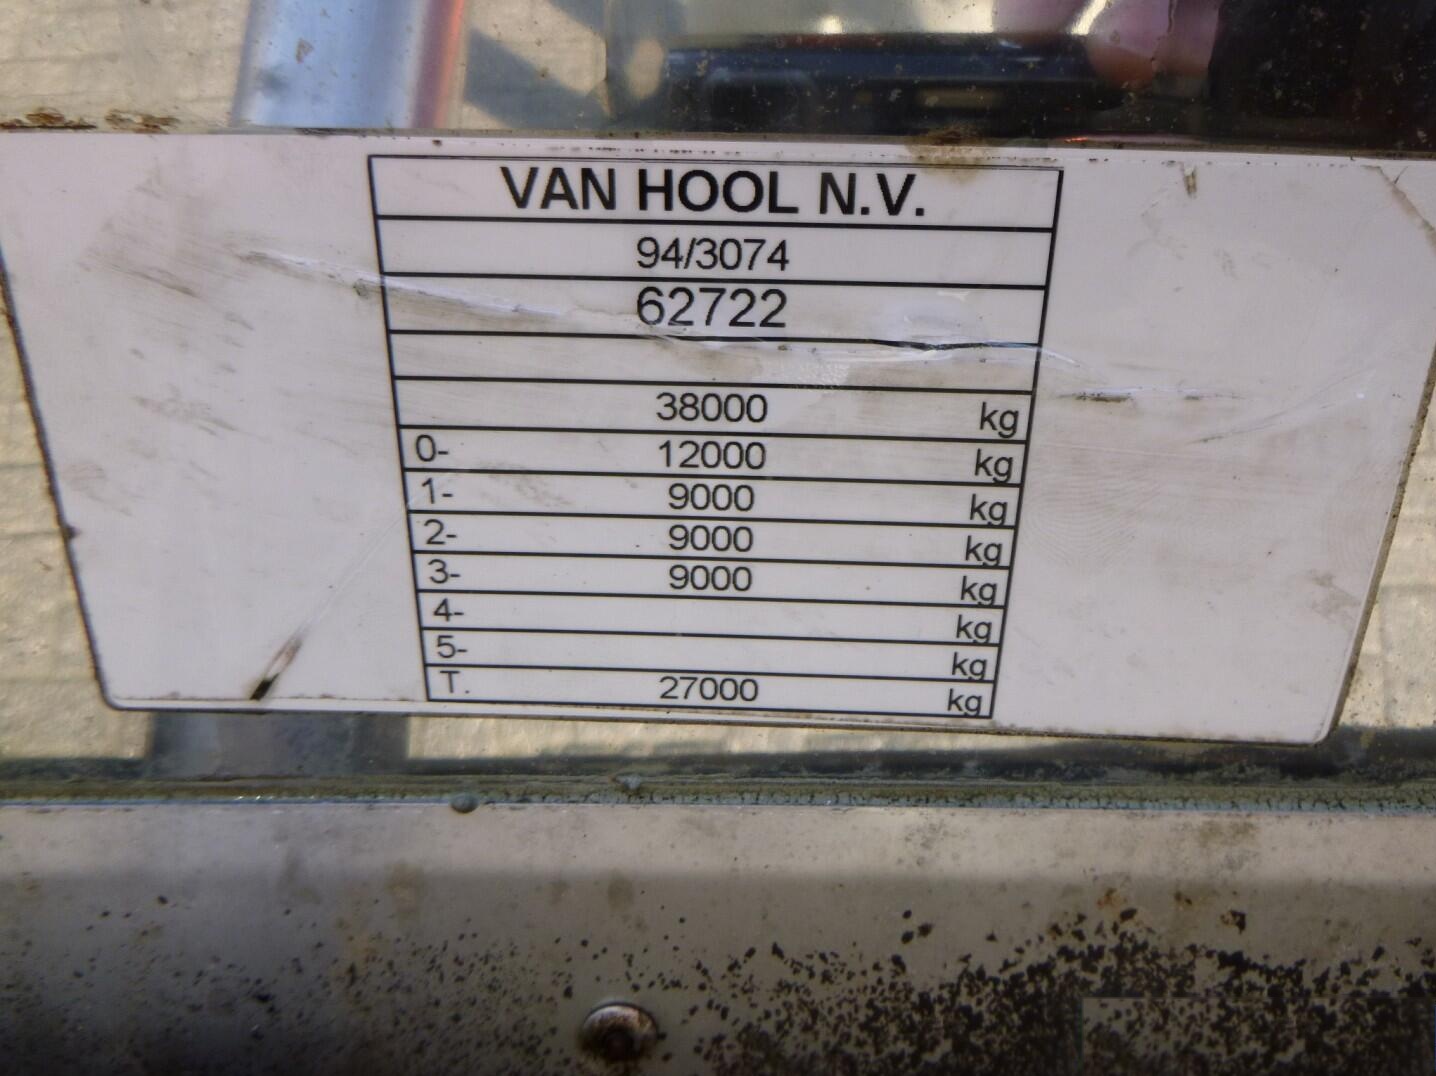 VAN HOOL N.V.
94/3074
62722
38000 kg
0- 12000 kg
1- 9000 kg
2- 9000 kg
3- 9000 kg
4- kg
5- kg
T. 27000 kg